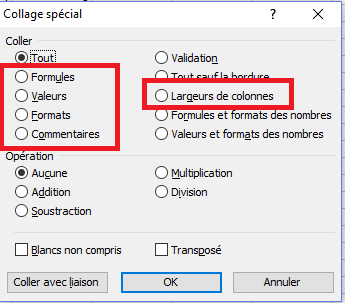 Collage spécial
Coller
Tout
Validation
Formules
Tout sauf la bordure
Valeurs
Largeurs de colonnes
Formats
Formules et formats des nombres
Commentaires
Valeurs et formats des nombres
Opération
Aucune
Multiplication
Addition
Division
Soustraction
Blancs non compris
Transposé
Coller avec liaison
OK
Annuler